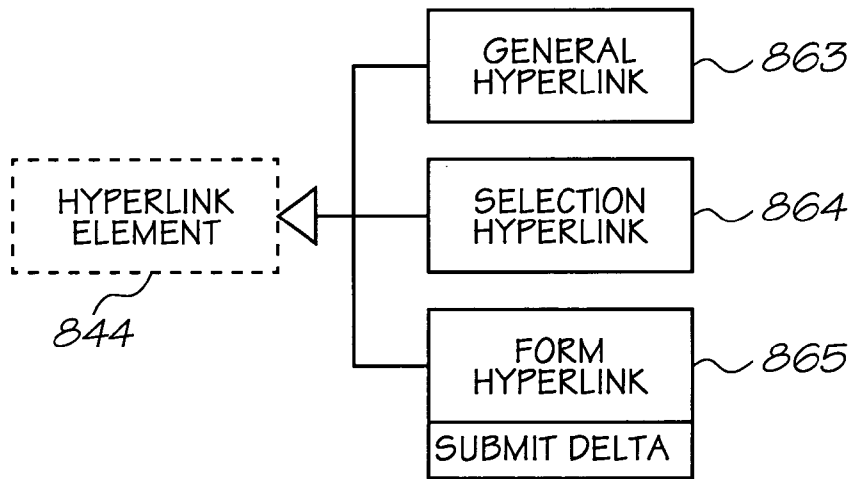 GENERAL
HYPERLINK
863
HYPERLINK
ELEMENT
844
SELECTION
HYPERLINK
864
FORM
HYPERLINK
865
SUBMIT DELTA